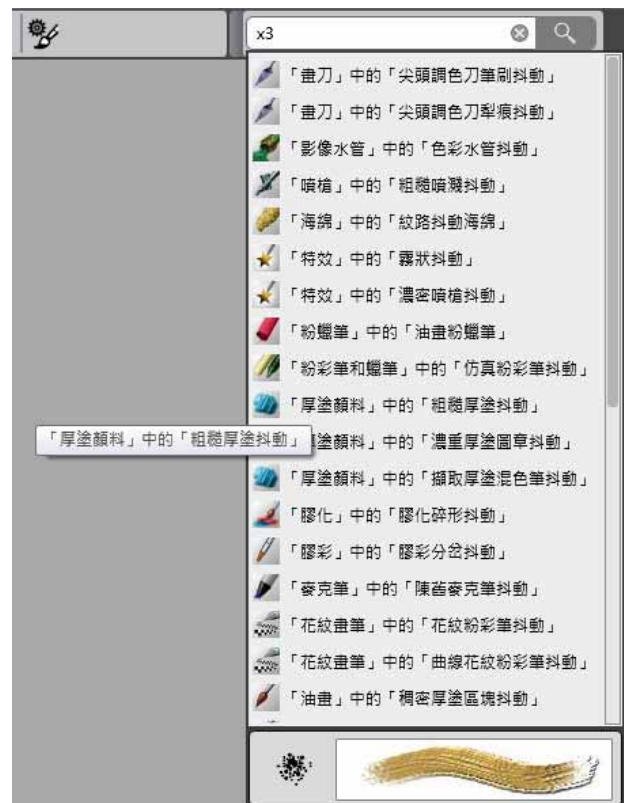 x3
「畫刀」中的「尖頭調色刀筆刷抖動」
「畫刀」中的「尖頭調色刀犁痕抖動」
「影像水管」中的「色彩水管抖動」
「噴槍」中的「粗糙噴濺抖動」
「海綿」中的「紋路抖動海綿」
「特效」中的「霧狀抖動」
「特效」中的「濃密噴槍抖動」
「粉蠟筆」中的「油畫粉蠟筆」
「粉彩筆和蠟筆」中的「仿真粉彩筆抖動」
「厚塗顏料」中的「粗糙厚塗抖動」
「厚塗顏料」中的「粗糙厚塗抖動」
塗顏料」中的「濃重厚塗圖章抖動」
「厚塗顏料」中的「擷取厚塗混色筆抖動」
「膠化」中的「膠化碎形抖動」
「膠彩」中的「膠彩分岔抖動」
「麥克筆」中的「陳舊麥克筆抖動」
「花紋畫筆」中的「花紋粉彩筆抖動」
「花紋畫筆」中的「曲線花紋粉彩筆抖動」
「油畫」中的「稠密厚塗區塊抖動」